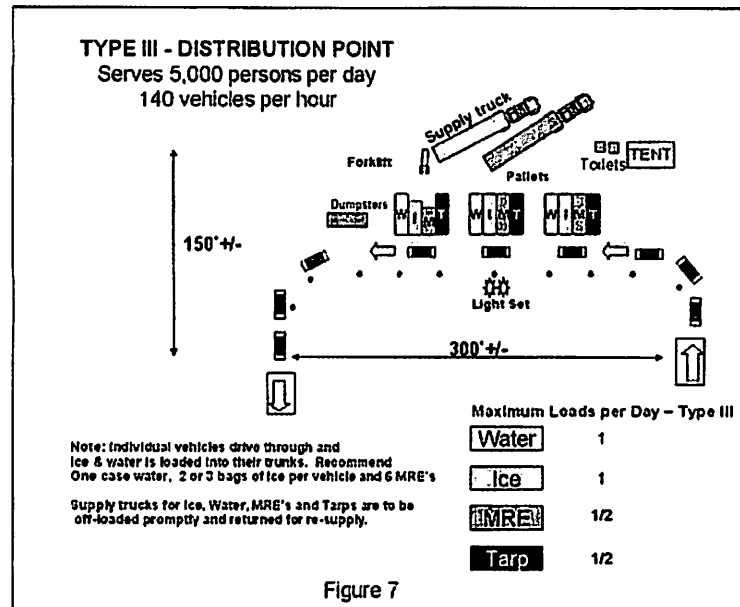 TYPE III - DISTRIBUTION POINT
Serves 5,000 persons per day
140 vehicles per hour
Supply truck
Forklift
Pallets
Toilets
TENT
Dumpsters
W I M T
W I M T
W I M T
150'+/-
Light Set
300'+/-
Maximum Loads per Day – Type III
Water 1
Ice 1
MRE 1/2
Tarp 1/2
Note: Individual vehicles drive through and
Ice & water is loaded into their trunks. Recommend
One case water, 2 or 3 bags of ice per vehicle and 6 MRE's
Supply trucks for Ice, Water, MRE's and Tarps are to be
off-loaded promptly and returned for re-supply.
Figure 7